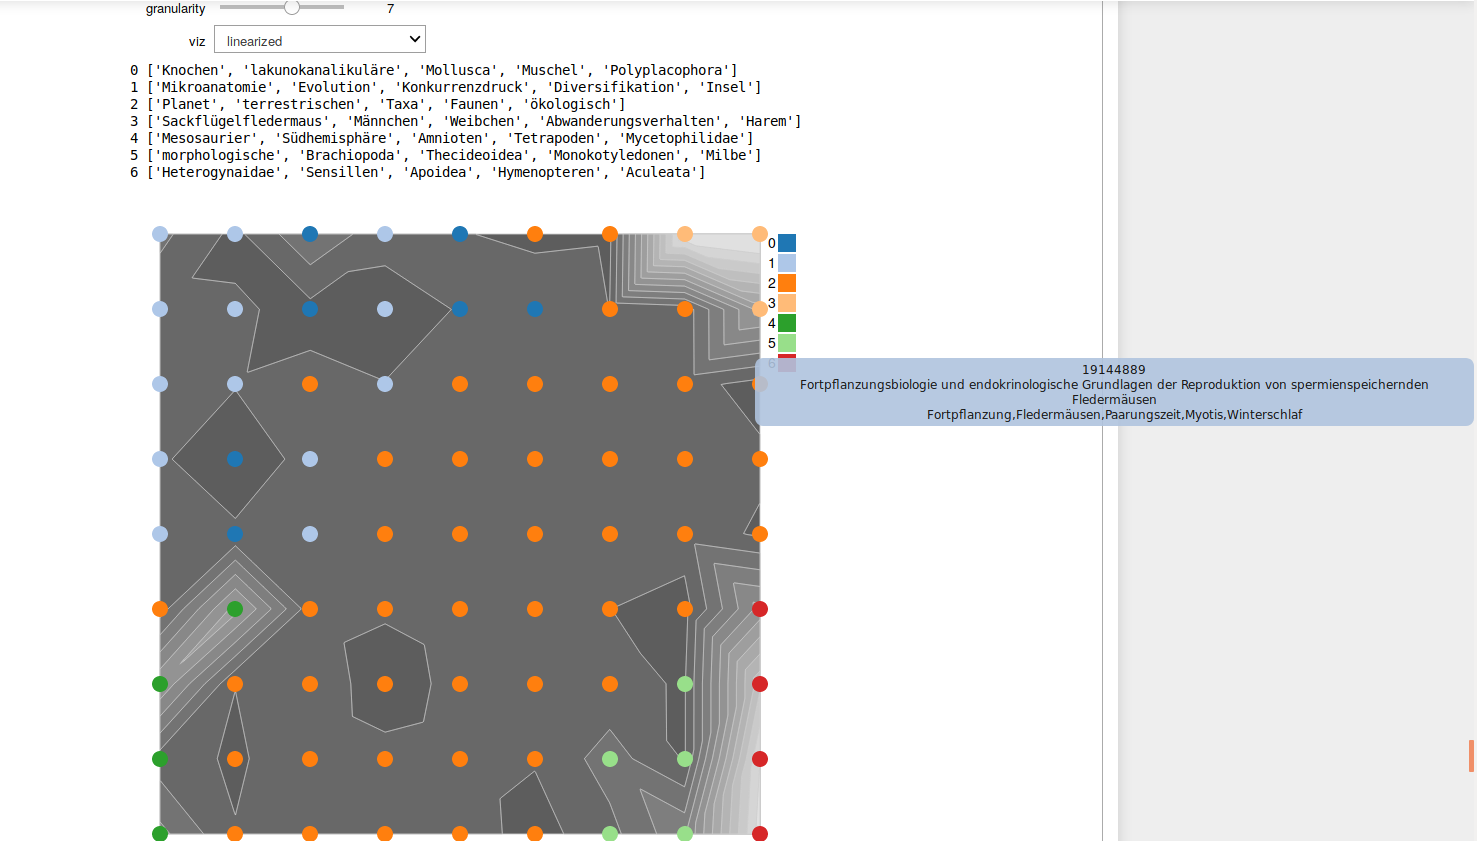 granularity 7
viz linearized
0 ['Knochen', 'lakunokanalikuläre', 'Mollusca', 'Muschel', 'Polyplacophora']
1 ['Mikroanatomie', 'Evolution', 'Konkurrenzdruck', 'Diversifikation', 'Insel']
2 ['Planet', 'terrestrischen', 'Taxa', 'Faunen', 'ökologisch']
3 ['Sackflügelfledermaus', 'Männchen', 'Weibchen', 'Abwanderungsverhalten', 'Harem']
4 ['Mesosaurier', 'Südhemisphäre', 'Amnioten', 'Tetrapoden', 'Mycetophilidae']
5 ['morphologische', 'Brachiopoda', 'Thecideoidea', 'Monokotyledonen', 'Milbe']
6 ['Heterogynaidae', 'Sensillen', 'Apoidea', 'Hymenopteren', 'Aculeata']
0
1
2
3
4
5
6
19144889
Fortpflanzungsbiologie und endokrinologische Grundlagen der Reproduktion von spermienspeichernden
Fledermäusen
Fortpflanzung,Fledermäusen,Paarungszeit,Myotis,Winterschlaf